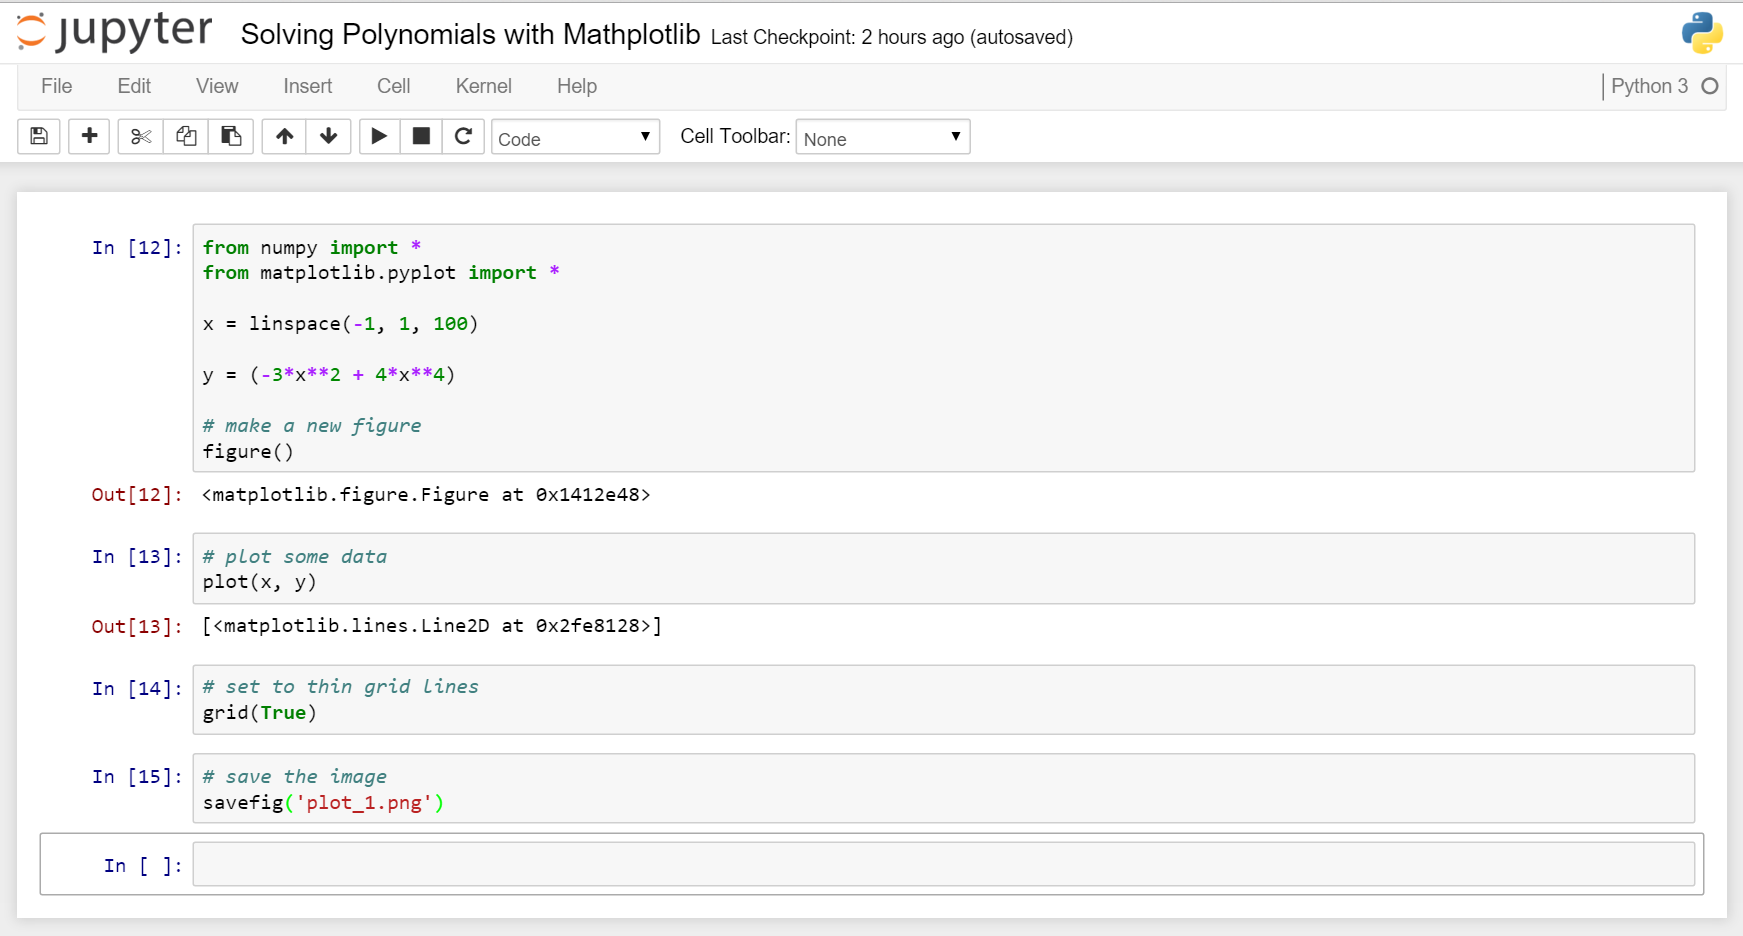 jupyter Solving Polynomials with Mathplotlib Last Checkpoint: 2 hours ago (autosaved)
File Edit View Insert Cell Kernel Help Python 3
Code Cell Toolbar: None
In [12]: from numpy import *
from matplotlib.pyplot import *
x = linspace(-1, 1, 100)
y = (-3*x**2 + 4*x**4)
# make a new figure
figure()
Out[12]: <matplotlib.figure.Figure at 0x1412e48>
In [13]: # plot some data
plot(x, y)
Out[13]: [<matplotlib.lines.Line2D at 0x2fe8128>]
In [14]: # set to thin grid lines
grid(True)
In [15]: # save the image
savefig('plot_1.png')
In [ ]: